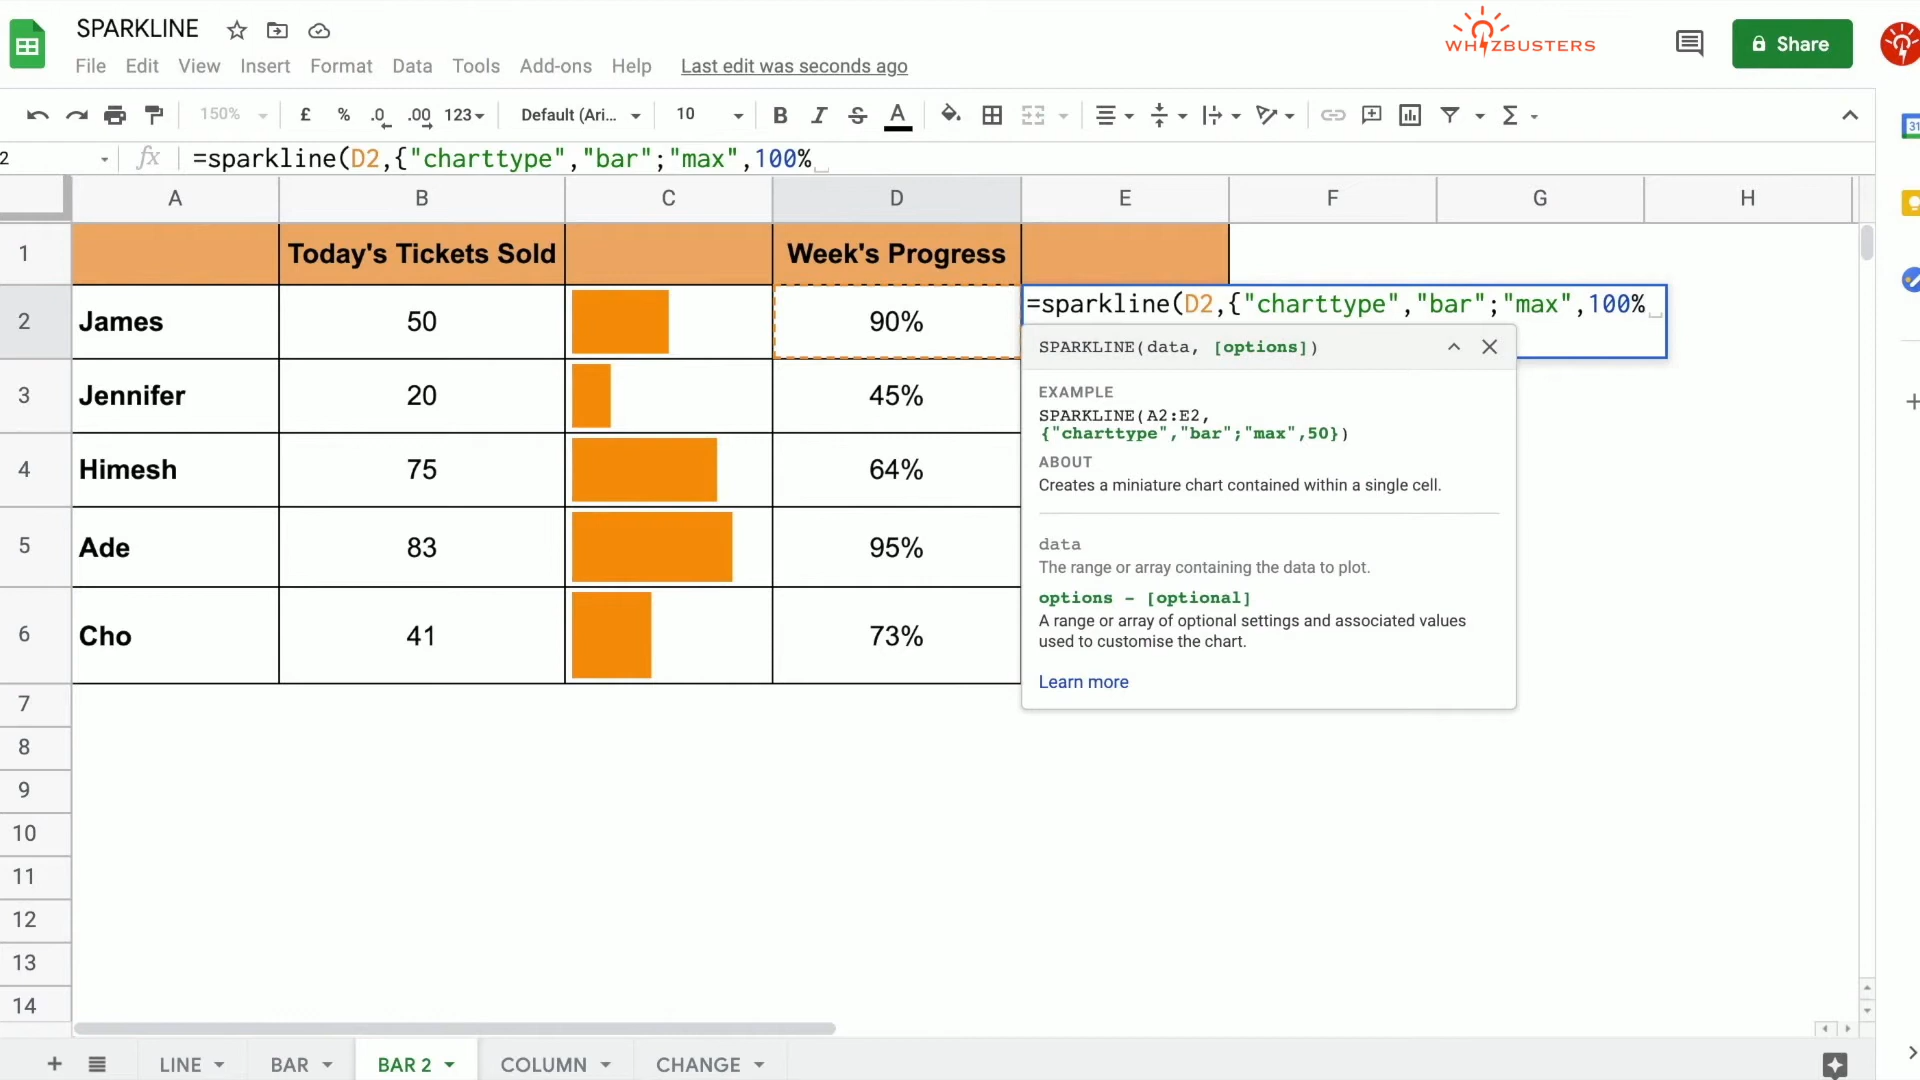 SPARKLINE
WHIZBUSTERS
Share
File Edit View Insert Format Data Tools Add-ons Help Last edit was seconds ago
150% £ % .0 .00 123 Default (Ari... 10 B I S A Σ
31
2 fx =sparkline(D2,{"charttype","bar";"max",100%
A B C D E F G H
1 Today's Tickets Sold Week's Progress
2 James 50 90% =sparkline(D2,{"charttype","bar";"max",100%
SPARKLINE(data, [options])
3 Jennifer 20 45%
EXAMPLE
SPARKLINE(A2:E2,
{"charttype","bar";"max",50})
ABOUT
4 Himesh 75 64%
Creates a miniature chart contained within a single cell.
5 Ade 83 95%
data
The range or array containing the data to plot.
options - [optional]
A range or array of optional settings and associated values
used to customise the chart.
6 Cho 41 73%
Learn more
7
8
9
10
11
12
13
14
+ LINE BAR BAR 2 COLUMN CHANGE